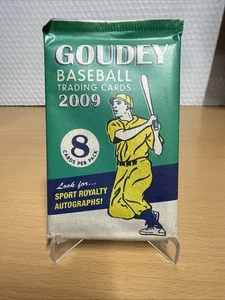 GOUDEY
BASEBALL
TRADING CARDS
2009
8
CARDS PER PACK
Look for...
SPORT ROYALTY
AUTOGRAPHS!